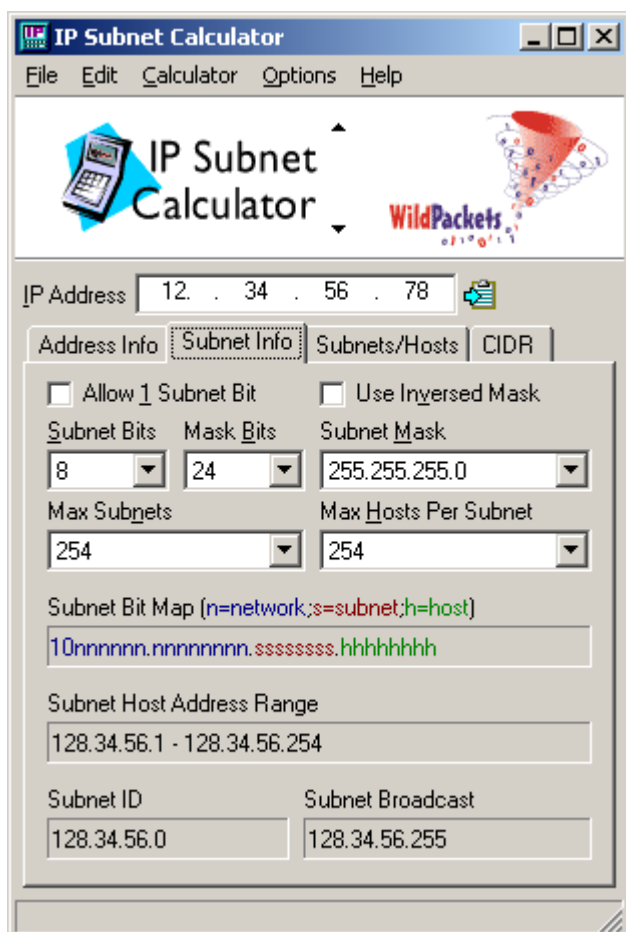 IP Subnet Calculator
File Edit Calculator Options Help
IP Subnet
Calculator
WildPackets
IP Address 12. . 34 . 56 . 78
Address Info Subnet Info Subnets/Hosts CIDR
Allow 1 Subnet Bit Use Inversed Mask
Subnet Bits Mask Bits Subnet Mask
8 24 255.255.255.0
Max Subnets Max Hosts Per Subnet
254 254
Subnet Bit Map (n=network;s=subnet;h=host)
10nnnnnn.nnnnnnnn.ssssssss.hhhhhhhh
Subnet Host Address Range
128.34.56.1 - 128.34.56.254
Subnet ID Subnet Broadcast
128.34.56.0 128.34.56.255